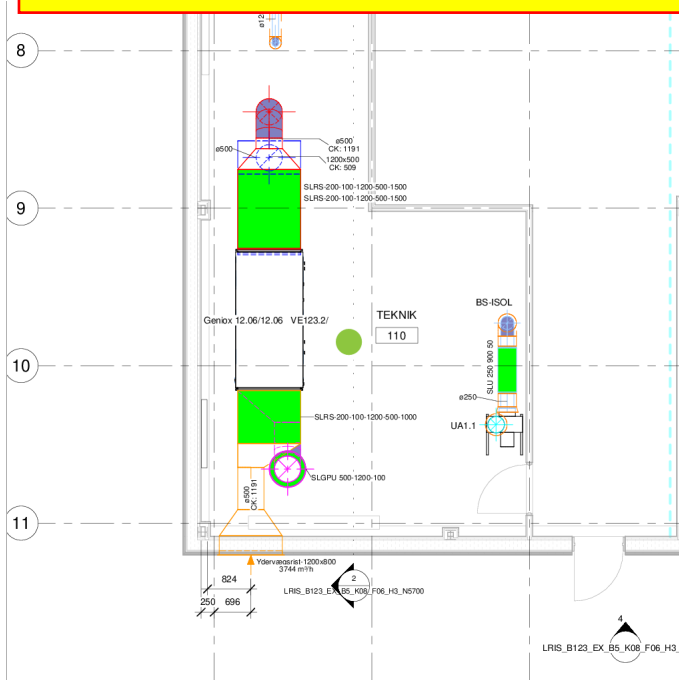 ø12
8
ø500
CK: 1191
ø500
1200x500
CK: 509
SLRS-200-100-1200-500-1500
SLRS-200-100-1200-500-1500
9
BS-ISOL
TEKNIK
110
Geniox 12.06/12.06 VE123.2/
SLU 250 900 50
10
ø250
SLRS-200-100-1200-500-1000
UA1.1
SLGPU 500-1200-100
ø500
CK: 1191
11
Ydervægsrist-1200x800
3744 m³/h
824
250 696
2
LRIS_B123_EX_B5_K08_F06_H3_N5700
4
LRIS_B123_EX_B5_K08_F06_H3_